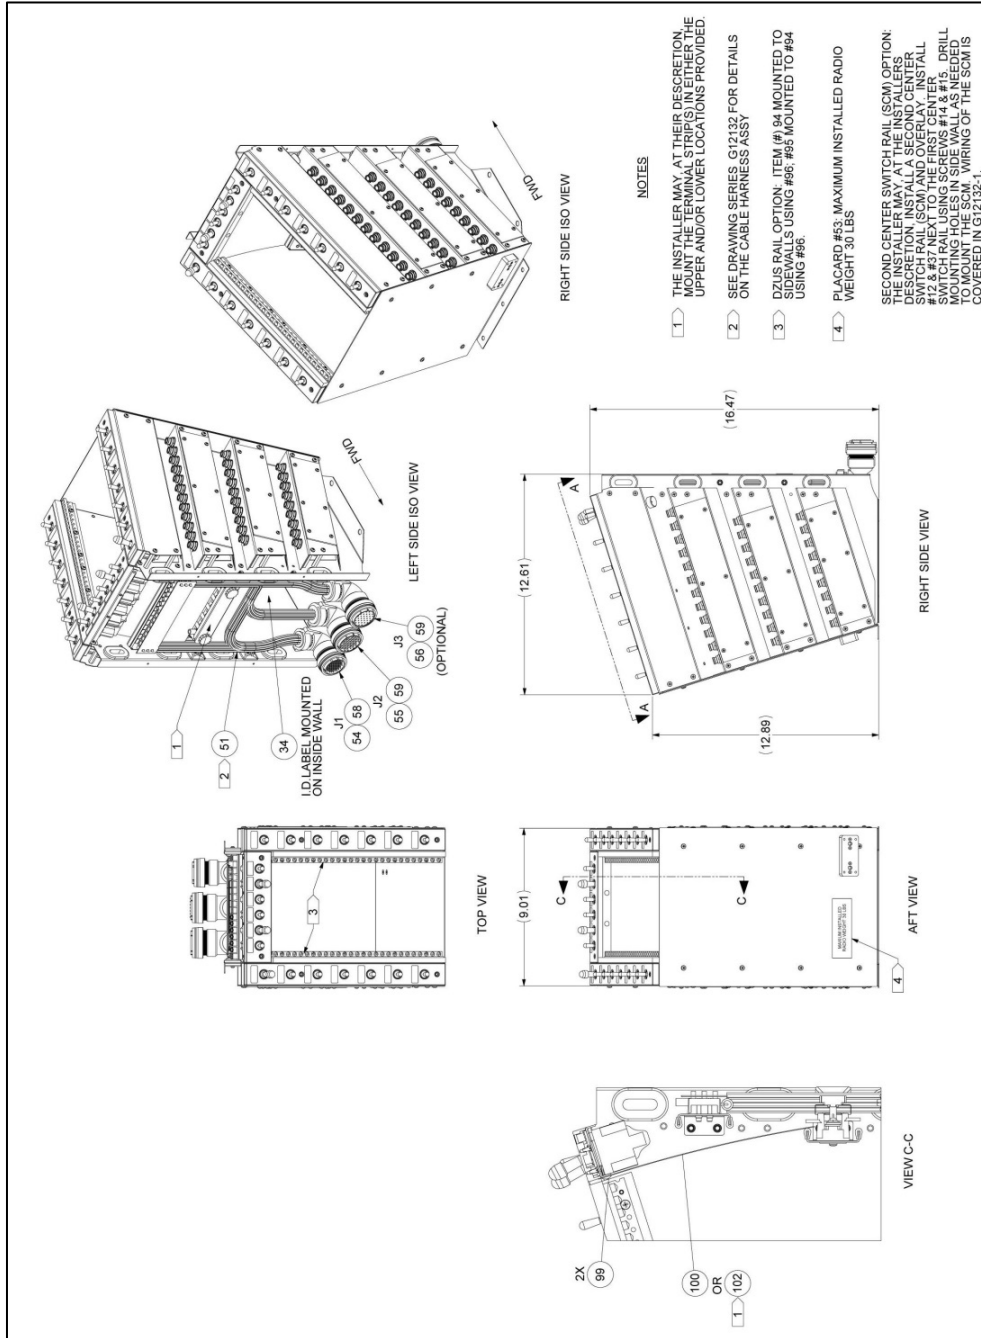 RIGHT SIDE ISO VIEW
FWD
LEFT SIDE ISO VIEW
FWD
1
2
51
34
I.D.LABEL MOUNTED
ON INSIDE WALL
J1
54
58
J2
55
59
J3
56
59
(OPTIONAL)
TOP VIEW
3
NOTES
1
THE INSTALLER MAY, AT THEIR DESCRETION,
MOUNT THE TERMINAL STRIP(S) IN EITHER THE
UPPER AND/OR LOWER LOCATIONS PROVIDED.
2
SEE DRAWING SERIES G12132 FOR DETAILS
ON THE CABLE HARNESS ASSY
3
DZUS RAIL OPTION: ITEM (#) 94 MOUNTED TO
SIDEWALLS USING #96; #95 MOUNTED TO #94
USING #96.
4
PLACARD #53: MAXIMUM INSTALLED RADIO
WEIGHT 30 LBS
SECOND CENTER SWITCH RAIL (SCM) OPTION:
THE INSTALLER MAY, AT THE INSTALLERS
DESCRETION, INSTALL A SECOND CENTER
SWITCH RAIL (SCM) AND OVERLAY. INSTALL
#12 & #37 NEXT TO THE FIRST CENTER
SWITCH RAIL USING SCREWS #14 & #15. DRILL
MOUNTING HOLES IN SIDE WALL AS NEEDED
TO MOUNT THE SCM. WIRING OF THE SCM IS
COVERED IN G12132-1.
2X
99
100
OR
102
1
VIEW C-C
(9.01)
C
C
MAXIMUM INSTALLED
RADIO WEIGHT 30 LBS
4
AFT VIEW
(12.61)
A
A
(12.89)
(16.47)
RIGHT SIDE VIEW